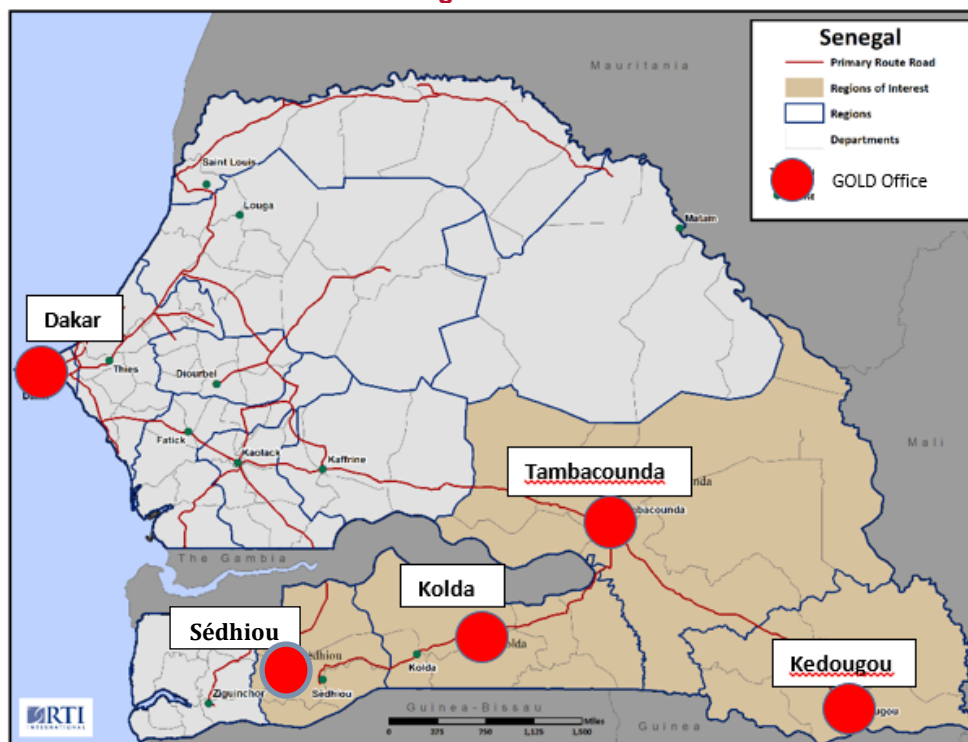 Senegal
Primary Route Road
Regions of Interest
Regions
Departments
GOLD Office
Mauritania
Saint Louis
Louga
Matam
Dakar
Thies
Diourbel
Fatick
Kaolack
Kaffrine
Mali
Tambacounda
The Gambia
Kolda
Sédhiou
Kolda
Sédhiou
Kedougou
Ziguinchor
Guinea-Bissau
Guinea
0 375 750 1,125 1,500 Miles
RTI
INTERNATIONAL